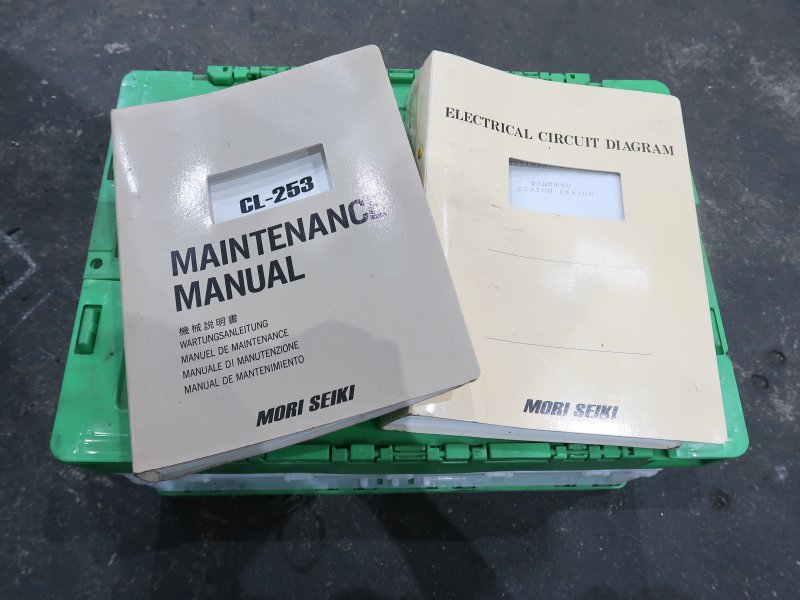 CL-253
MAINTENANCE
MANUAL
機械説明書
WARTUNGSANLEITUNG
MANUEL DE MAINTENANCE
MANUALE DI MANUTENZIONE
MANUAL DE MANTENIMIENTO
MORI SEIKI
ELECTRICAL CIRCUIT DIAGRAM
CUSTOM DESIGN
MORI SEIKI